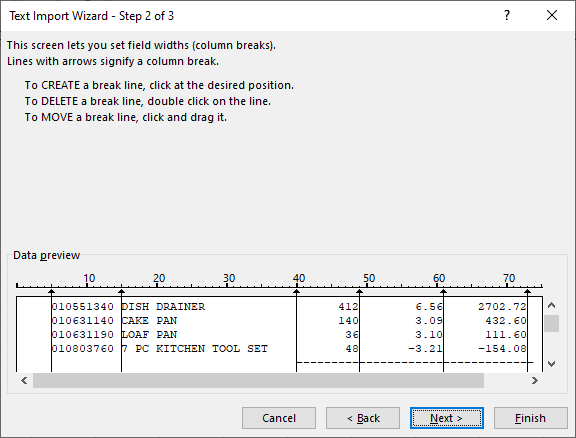 Text Import Wizard - Step 2 of 3 ? ×
This screen lets you set field widths (column breaks).
Lines with arrows signify a column break.
To CREATE a break line, click at the desired position.
To DELETE a break line, double click on the line.
To MOVE a break line, click and drag it.
Data preview
10 20 30 40 50 60 70
010551340 DISH DRAINER 412 6.56 2702.72
010631140 CAKE PAN 140 3.09 432.60
010631190 LOAF PAN 36 3.10 111.60
010803760 7 PC KITCHEN TOOL SET 48 -3.21 -154.08
----------------------------------
Cancel < Back Next > Finish